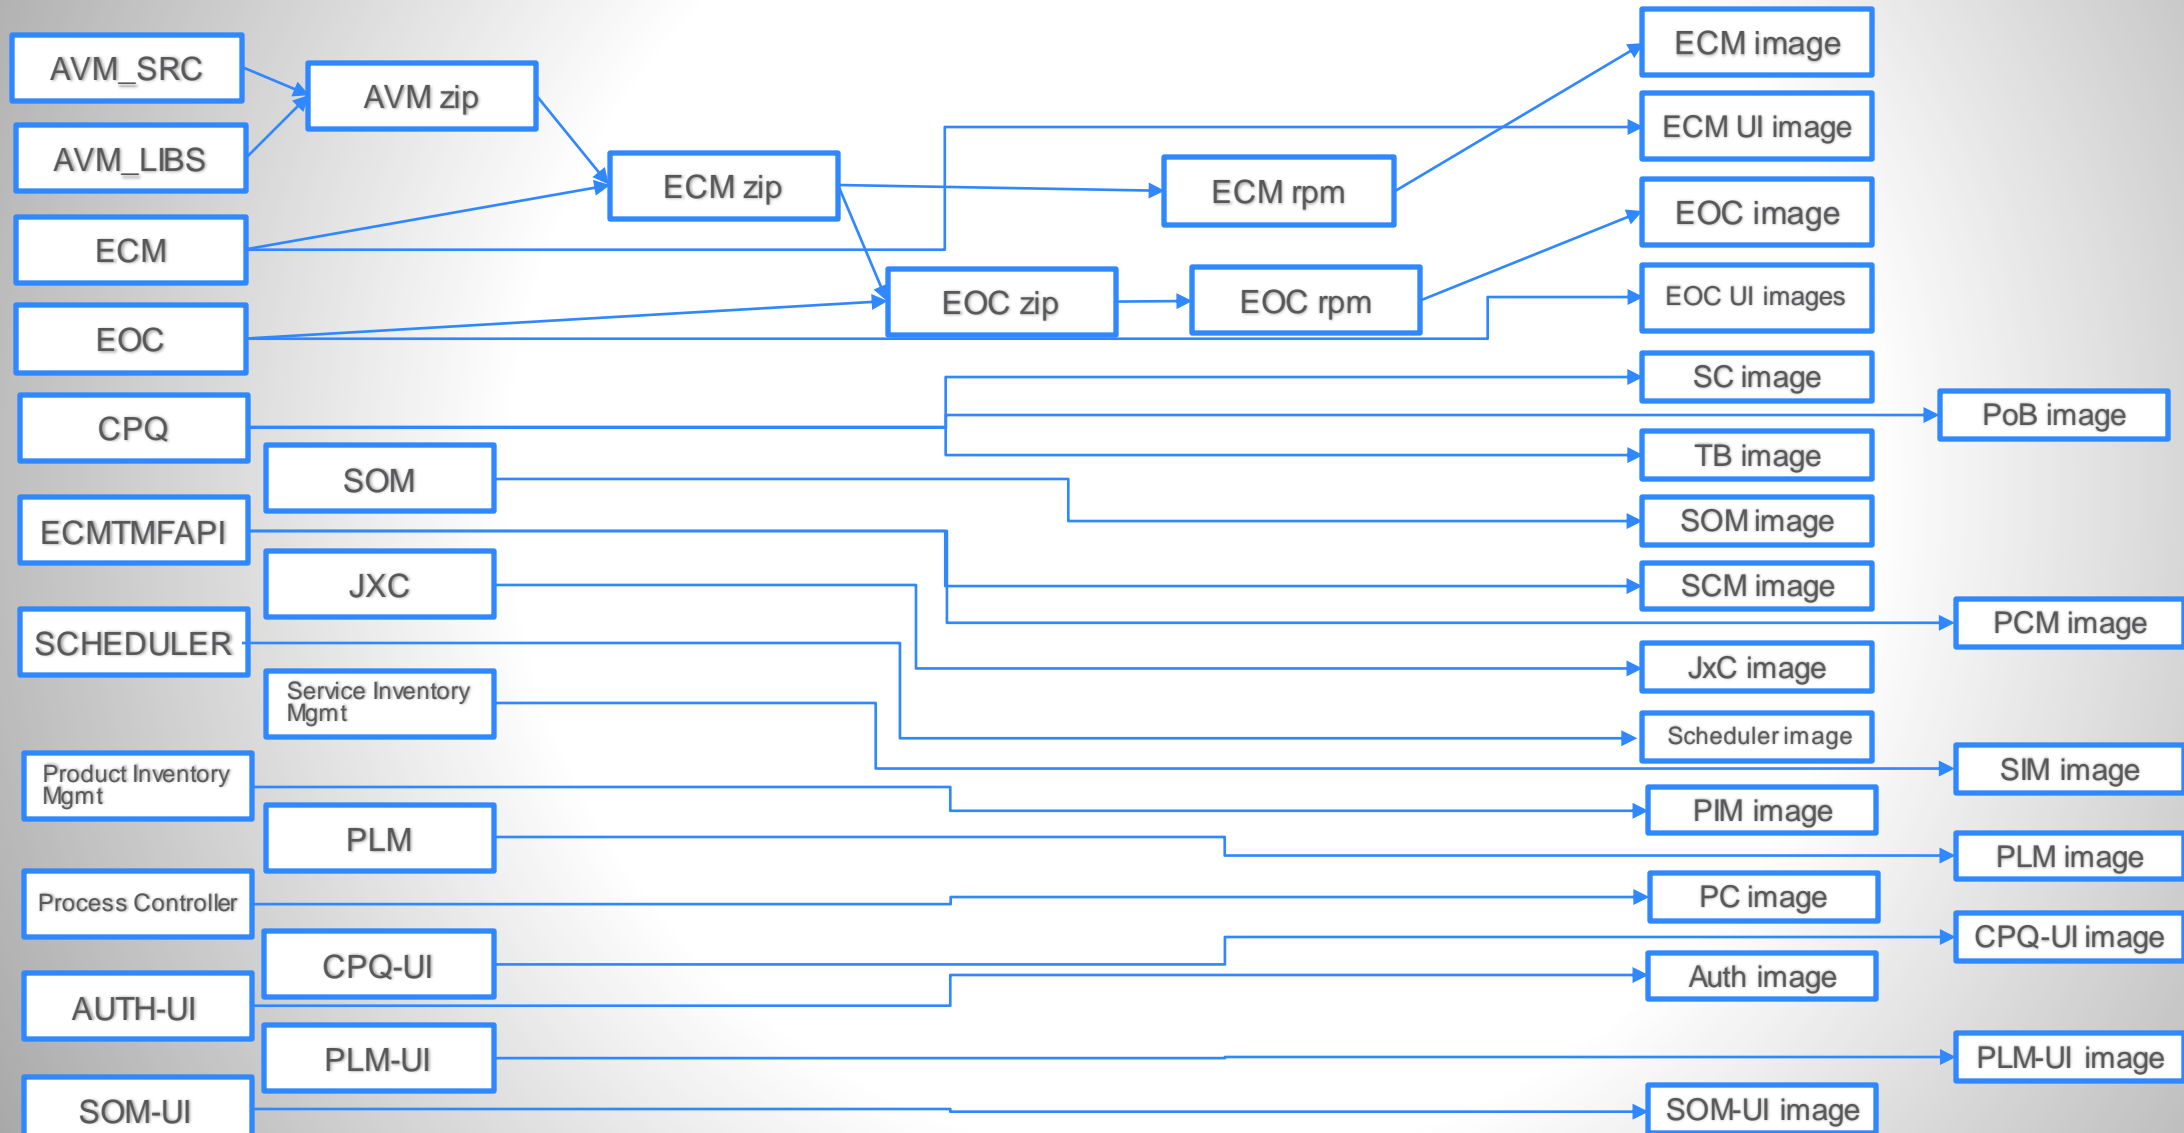 AVM_SRC
AVM zip
AVM_LIBS
ECM zip
ECM rpm
ECM
EOC zip
EOC rpm
EOC
CPQ
SOM
ECMTMFAPI
JXC
SCHEDULER
Service Inventory
Mgmt
Product Inventory
Mgmt
PLM
Process Controller
CPQ-UI
AUTH-UI
PLM-UI
SOM-UI
ECM image
ECM UI image
EOC image
EOC UI images
SC image
PoB image
TB image
SOM image
SCM image
PCM image
JxC image
Scheduler image
SIM image
PIM image
PLM image
PC image
CPQ-UI image
Auth image
PLM-UI image
SOM-UI image